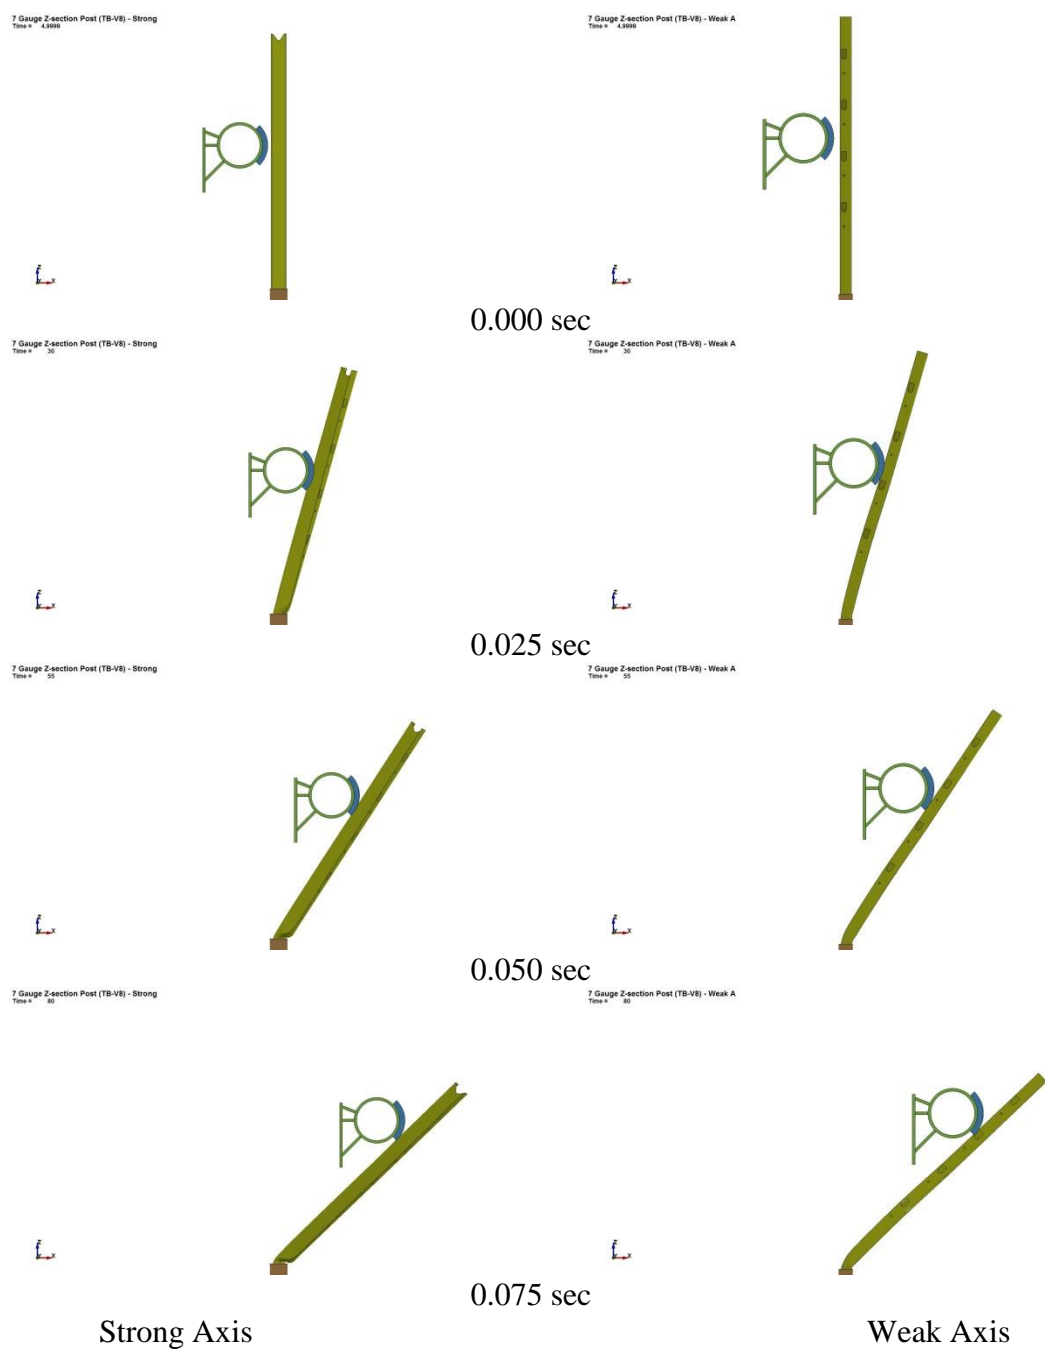 7 Gauge Z-section Post (TB-V8) - Strong
Time = 4.9999
7 Gauge Z-section Post (TB-V8) - Weak A
Time = 4.9999
Z
X
Z
X
0.000 sec
7 Gauge Z-section Post (TB-V8) - Strong
Time = 30
7 Gauge Z-section Post (TB-V8) - Weak A
Time = 30
Z
X
Z
X
0.025 sec
7 Gauge Z-section Post (TB-V8) - Strong
Time = 55
7 Gauge Z-section Post (TB-V8) - Weak A
Time = 55
Z
X
Z
X
0.050 sec
7 Gauge Z-section Post (TB-V8) - Strong
Time = 80
7 Gauge Z-section Post (TB-V8) - Weak A
Time = 80
Z
X
Z
X
0.075 sec
Strong Axis
Weak Axis